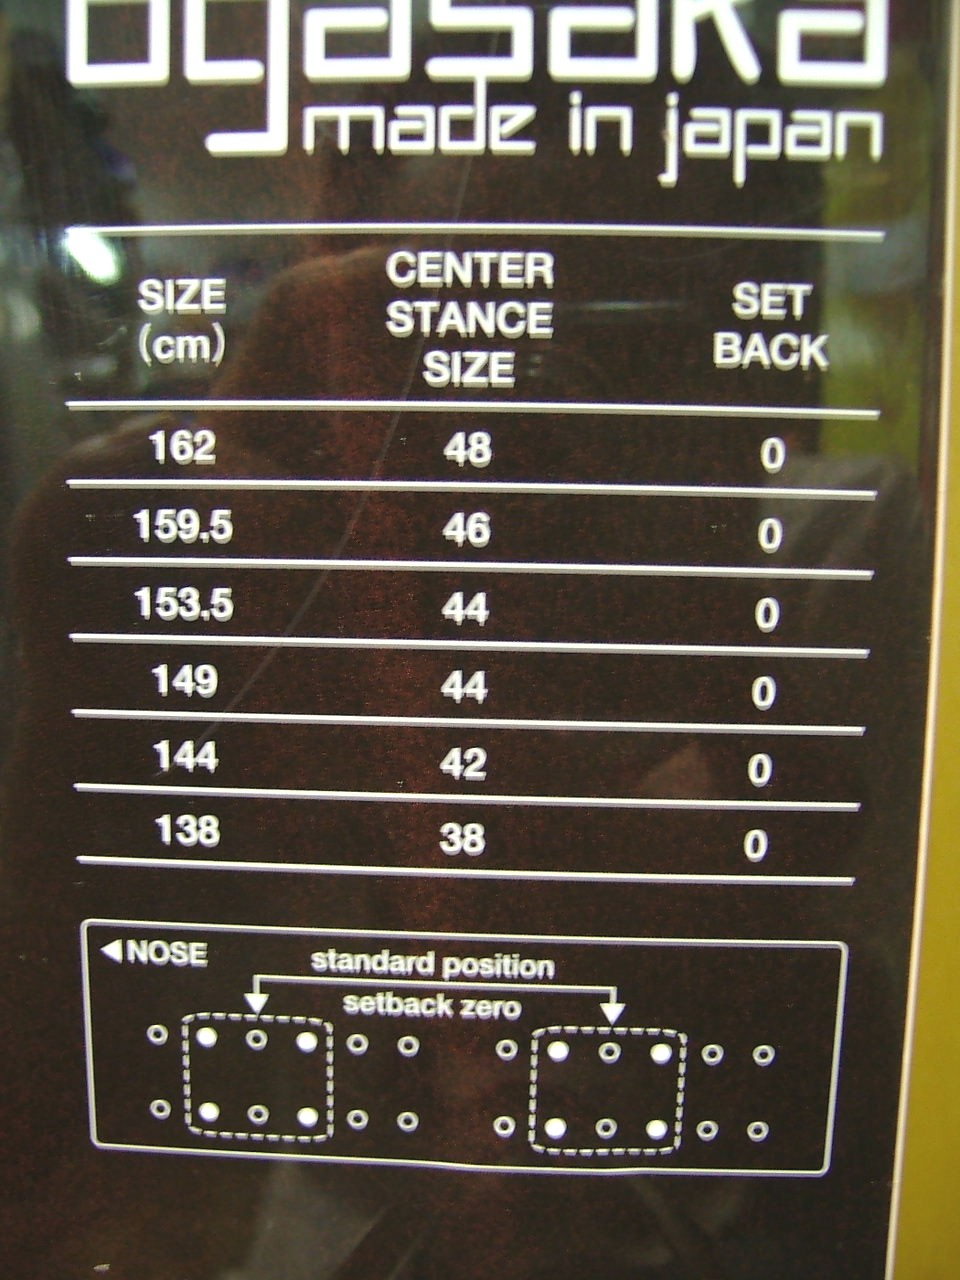 ogasaka
made in japan
SIZE (cm) CENTER STANCE SIZE SET BACK
162 48 0
159.5 46 0
153.5 44 0
149 44 0
144 42 0
138 38 0
NOSE
standard position
setback zero